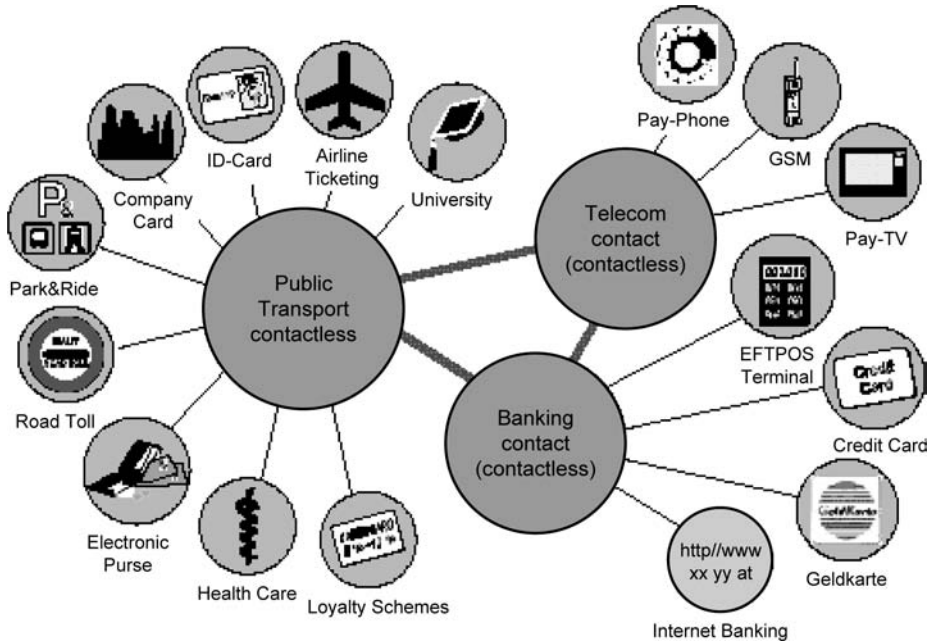 Pay-Phone
GSM
Pay-TV
ID-Card
Airline
Ticketing
Company
Card
University
P&
Park&Ride
Telecom
contact
(contactless)
Public
Transport
contactless
EFTPOS
Terminal
Road Toll
Credit
Card
Credit Card
Banking
contact
(contactless)
Electronic
Purse
Health Care
Loyalty Schemes
GeldKarte
Geldkarte
http//www
xx yy at
Internet Banking